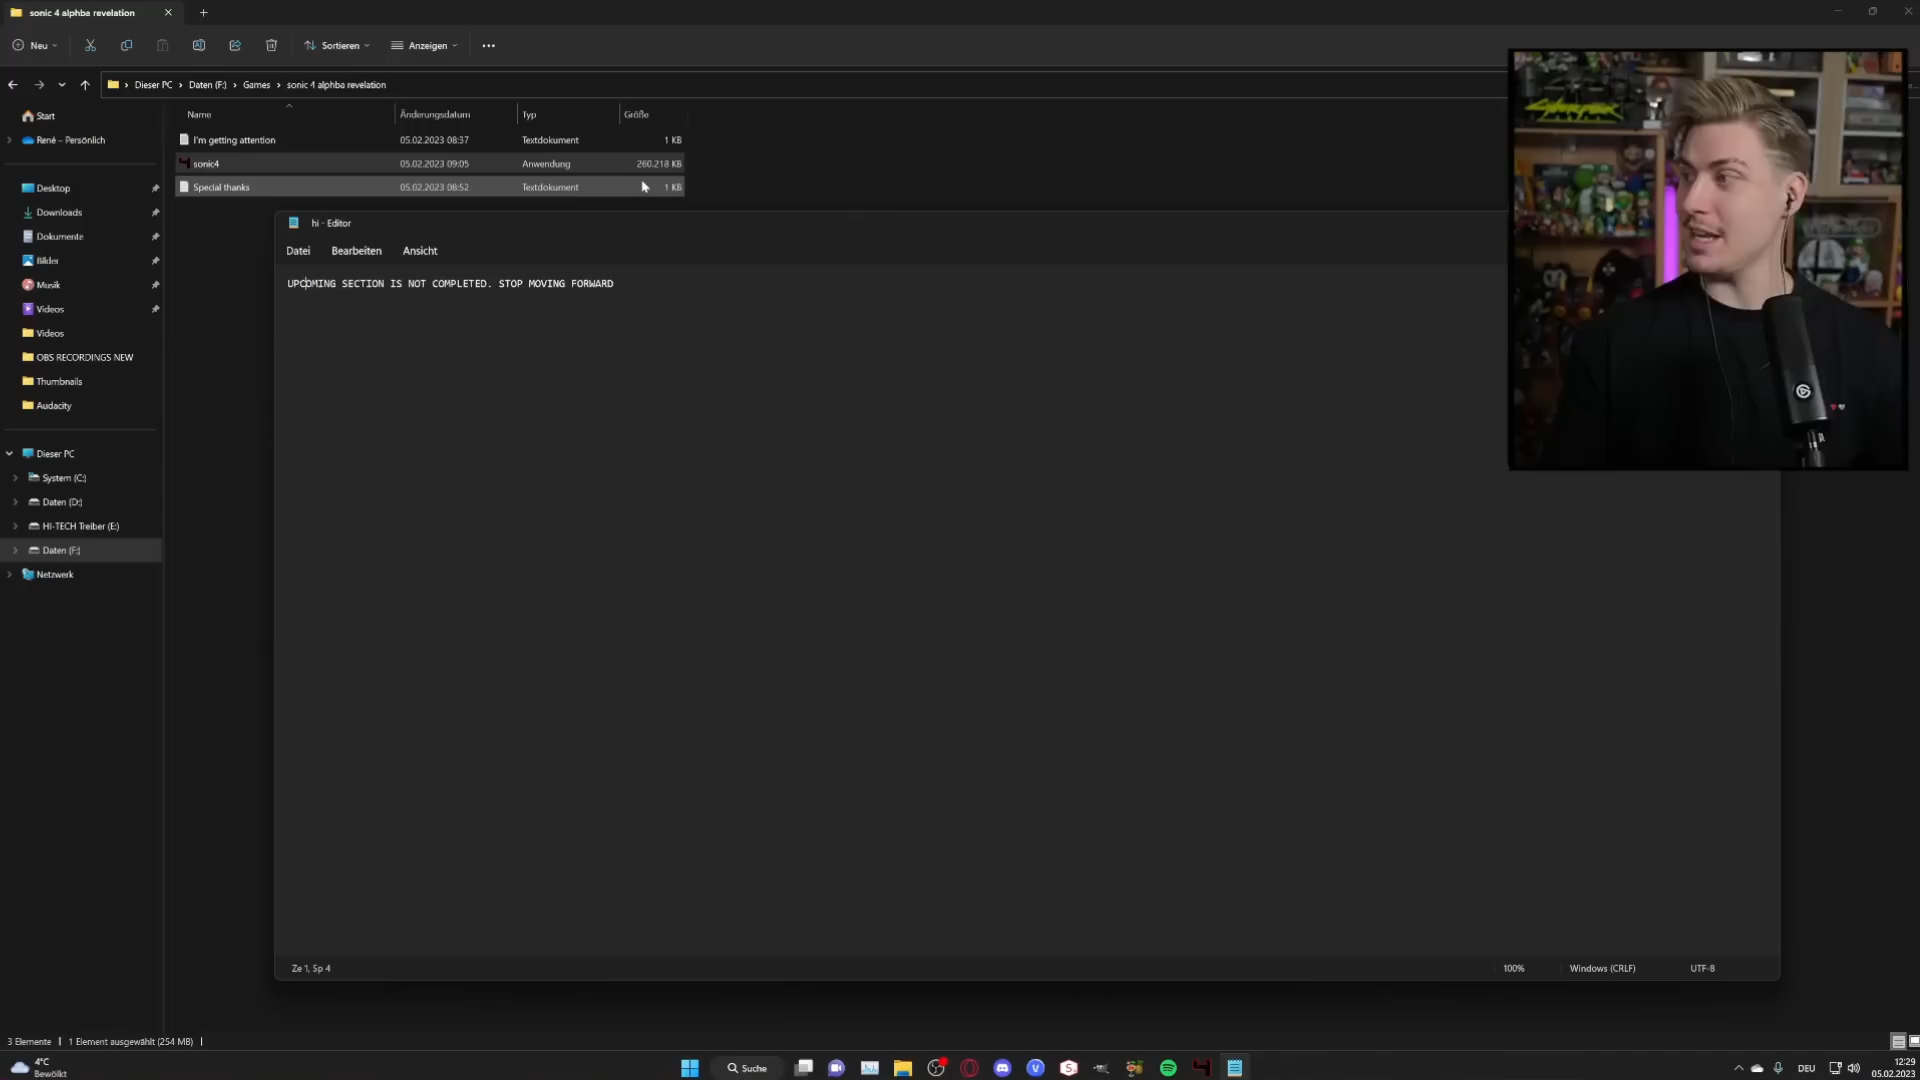 sonic 4 alphba revelation
Neu
Sortieren
Anzeigen
Dieser PC
Daten (F:)
Games
sonic 4 alphba revelation
Name
Änderungsdatum
Typ
Größe
I'm getting attention
05.02.2023 08:37
Textdokument
1 KB
sonic4
05.02.2023 09:05
Anwendung
260.218 KB
Special thanks
05.02.2023 08:52
Textdokument
1 KB
Start
René – Persönlich
Desktop
Downloads
Dokumente
Bilder
Musik
Videos
Videos
OBS RECORDINGS NEW
Thumbnails
Audacity
Dieser PC
System (C:)
Daten (D:)
HI-TECH Treiber (E:)
Daten (F:)
Netzwerk
hi - Editor
Datei
Bearbeiten
Ansicht
UPCOMING SECTION IS NOT COMPLETED. STOP MOVING FORWARD
Ze 1, Sp 4
100%
Windows (CRLF)
UTF-8
3 Elemente
1 Element ausgewählt (254 MB)
4°C
Bewölkt
Suche
DEU
12:29
05.02.2023